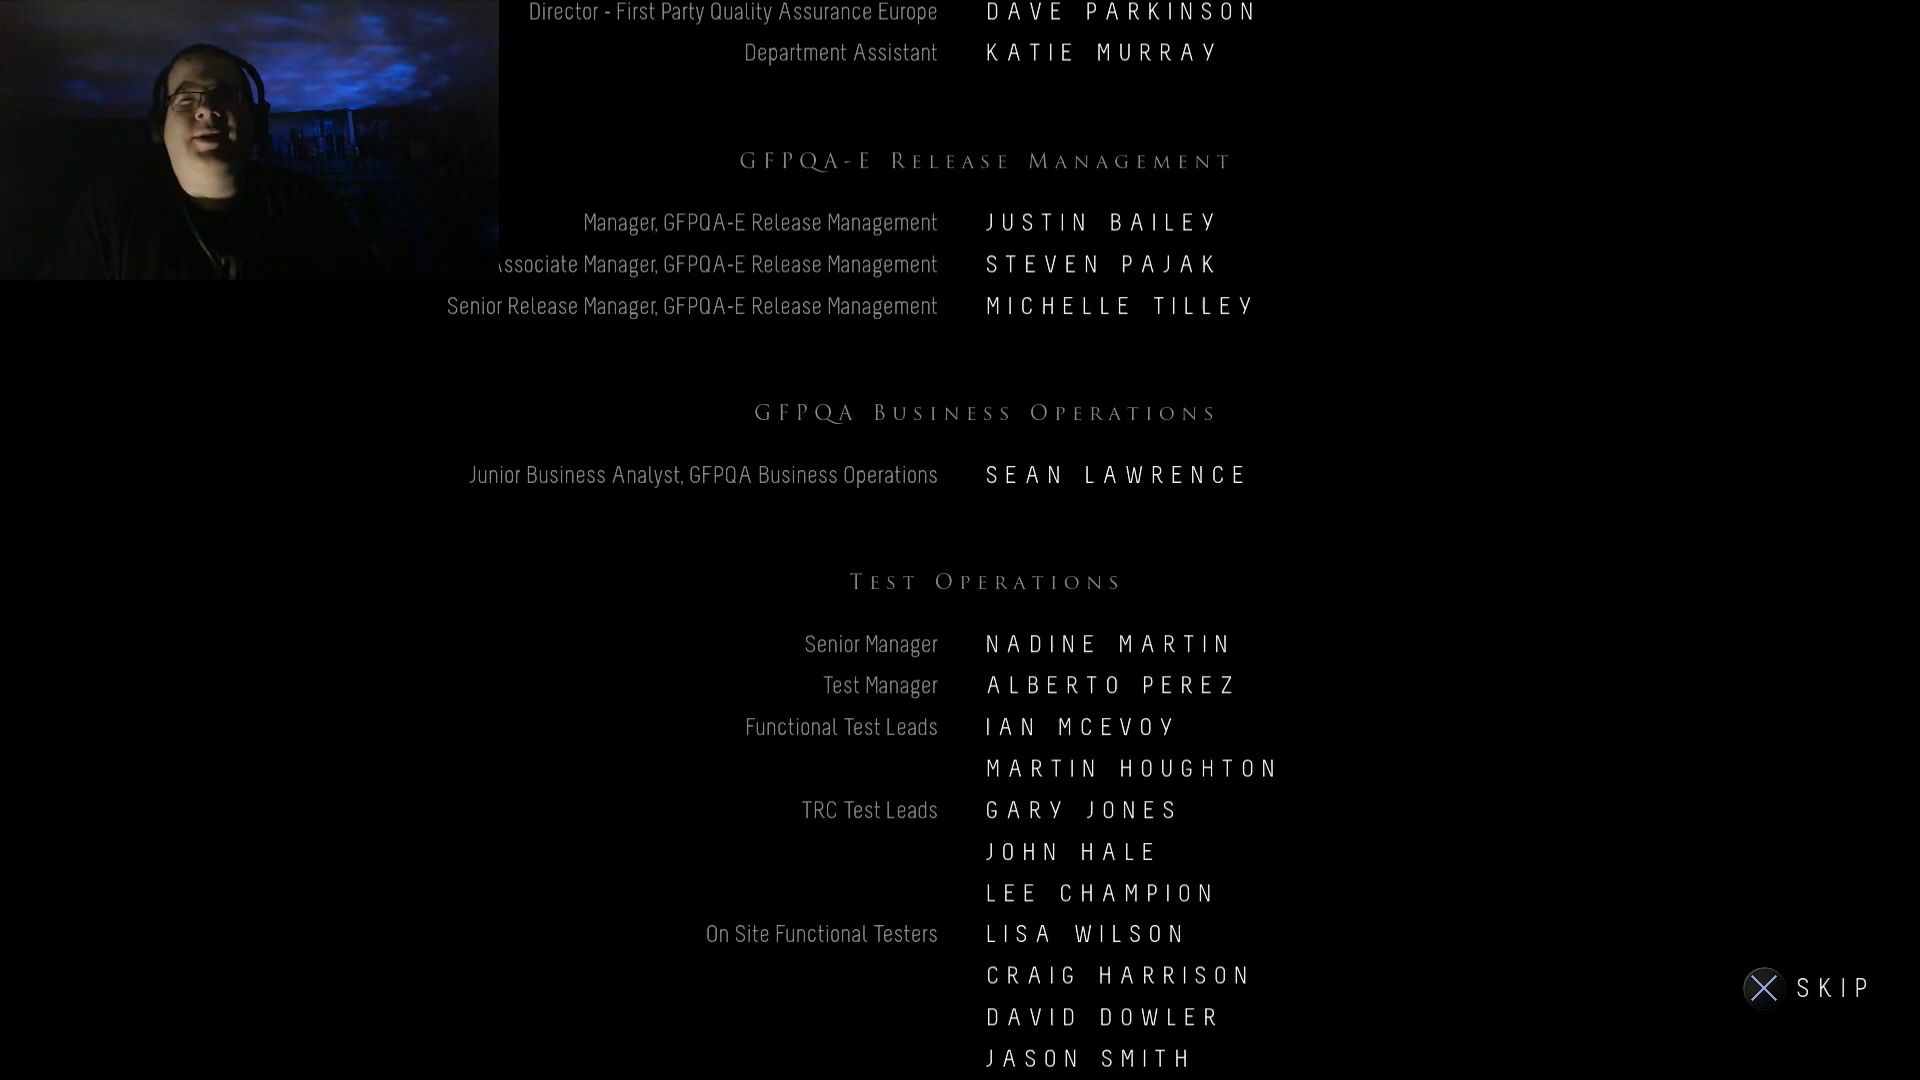 Director - First Party Quality Assurance Europe DAVE PARKINSON
Department Assistant KATIE MURRAY
GFPQA-E RELEASE MANAGEMENT
Manager, GFPQA-E Release Management JUSTIN BAILEY
Associate Manager, GFPQA-E Release Management STEVEN PAJAK
Senior Release Manager, GFPQA-E Release Management MICHELLE TILLEY
GFPQA BUSINESS OPERATIONS
Junior Business Analyst, GFPQA Business Operations SEAN LAWRENCE
TEST OPERATIONS
Senior Manager NADINE MARTIN
Test Manager ALBERTO PEREZ
Functional Test Leads IAN MCEVOY
MARTIN HOUGHTON
TRC Test Leads GARY JONES
JOHN HALE
LEE CHAMPION
On Site Functional Testers LISA WILSON
CRAIG HARRISON
SKIP
DAVID DOWLER
JASON SMITH